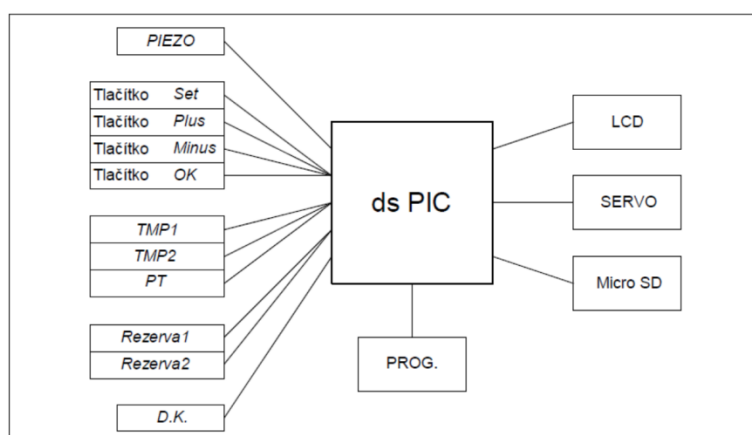 PIEZO
Tlačítko Set
Tlačítko Plus
Tlačítko Minus
Tlačítko OK
TMP1
TMP2
PT
Rezerva1
Rezerva2
D.K.
ds PIC
PROG.
LCD
SERVO
Micro SD